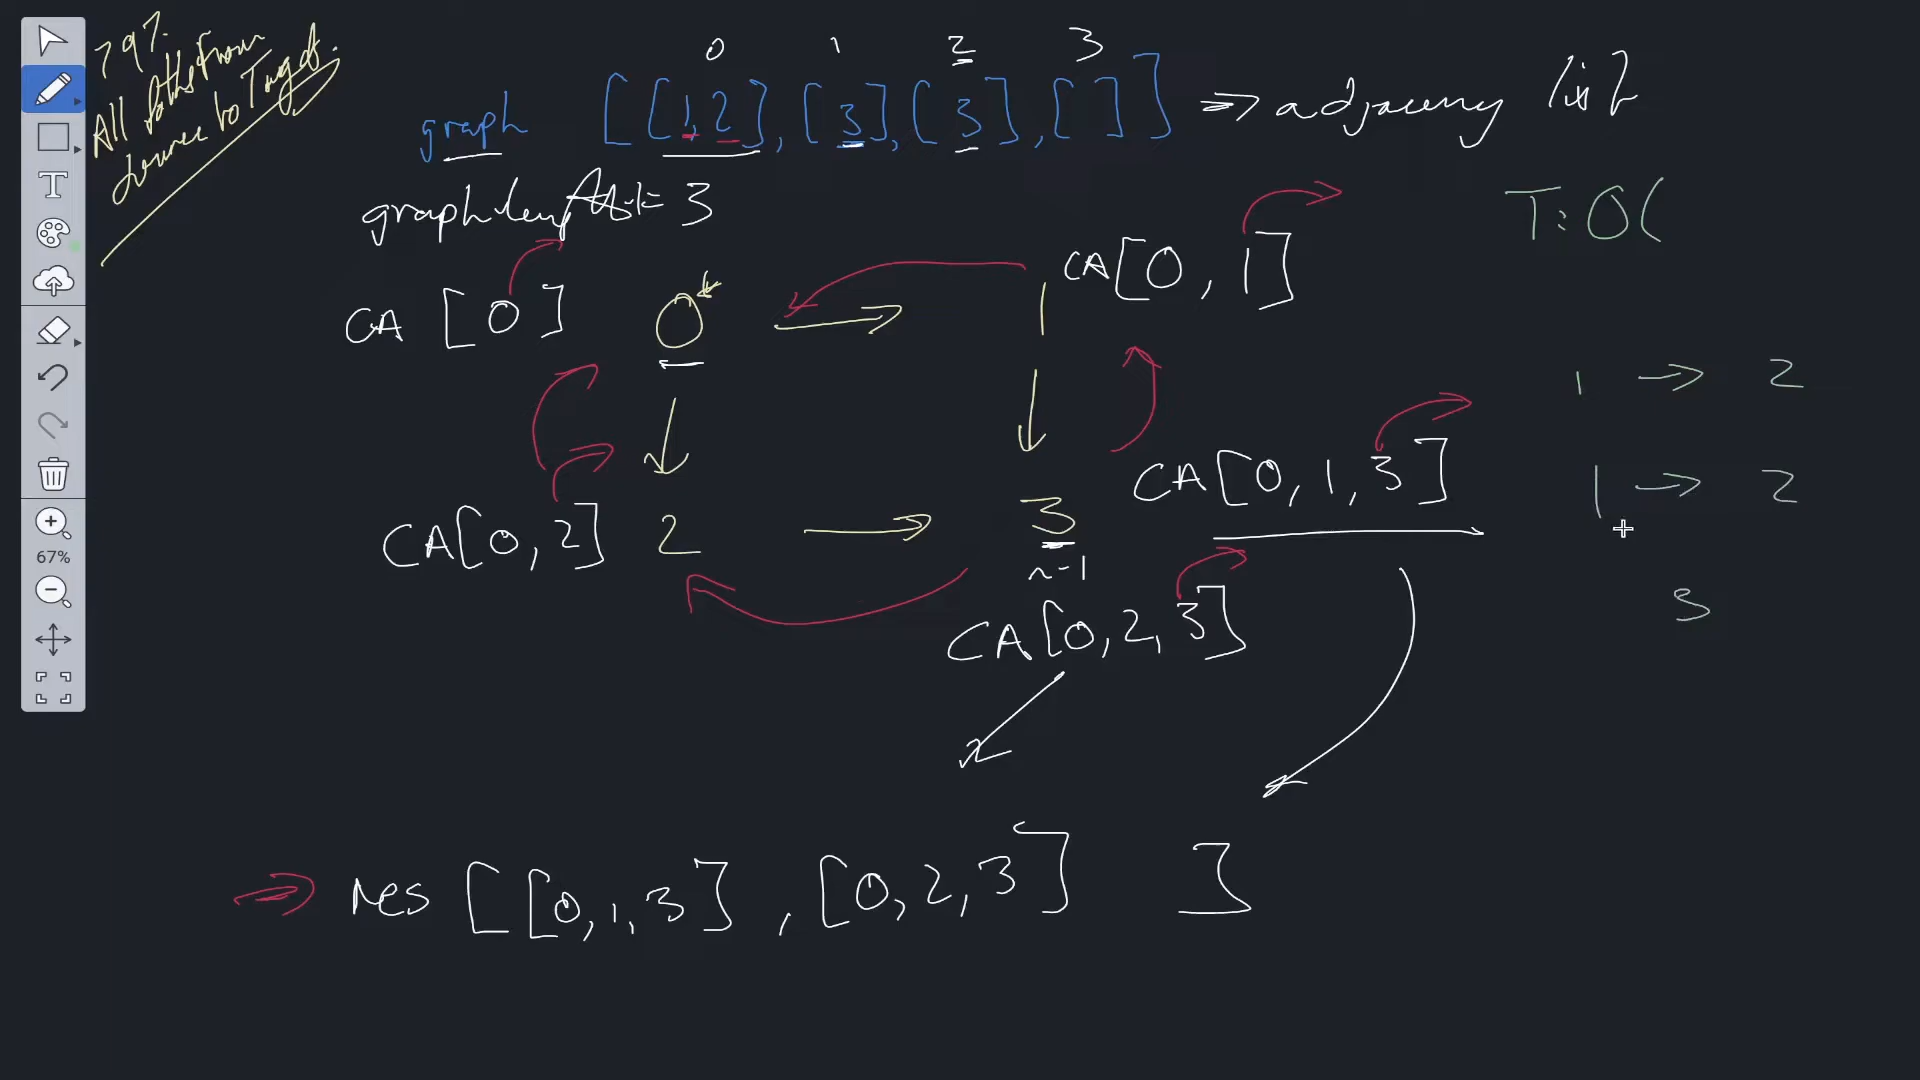 797.
All Paths From
Source to Target.
0 1 2 3
graph [[1,2],[3],[3],[]] => adjacency list
graph.length-1=3
T: O(
CA[0,1]
CA [0] 0 → 1
1 → 2
CA[0,1,3]
1 → 2
CA[0,2] 2 → 3
n-1
3
CA[0,2,3]
=> res [[0,1,3],[0,2,3] ]
67%